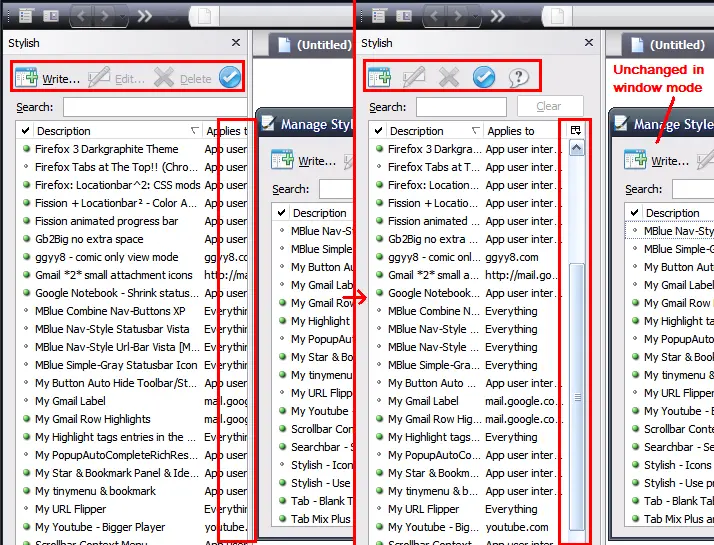 Stylish
Write... Edit... Delete
Search:
Description Applies to
Firefox 3 Darkgraphite Theme App user
Firefox Tabs at The Top!! (Chro... App user
Firefox: Locationbar^2: CSS mods App user
Fission + Locationbar² - Color A... App user
Fission animated progress bar App user
Gb2Big no extra space App user
ggyy8 - comic only view mode ggyy8.
Gmail *2* small attachment icons http://ma
Google Notebook - Shrink status... App user
MBlue Combine Nav-Buttons XP Everythin
MBlue Nav-Style Statusbar Vista Everythin
MBlue Nav-Style Url-Bar Vista [M... Everythin
MBlue Simple-Gray Statusbar Icon Everythin
My Button Auto Hide Toolbar/St... App user
My Gmail Label mail.goog
My Gmail Row Highlights mail.goog
My Highlight tags entries in the ... Everythin
My PopupAutoCompleteRichRes... Everythin
My Star & Bookmark Panel & Ide... App user
My tinymenu & bookmark App user
My URL Flipper Everythin
My Youtube - Bigger Player youtube.
Scrollbar Context Menu App user
(Untitled)
Manage Styl
Write...
Search:
Description
MBlue Nav-Sty
MBlue Simple-
My Button Auto
My Gmail Lab
My Gmail Row
My Highlight t
My PopupAuto
My Star & Bo
My tinymenu &
My URL Flippe
My Youtube -
Scrollbar Con
Searchbar - S
Stylish - Icon
Stylish - Use p
Tab - Blank T
Tab Mix Plus a
Stylish
Search: Clear
Description Applies to
Firefox 3 Darkgra... App user inter...
Firefox Tabs at T... App user inter...
Firefox: Locatio... App user inter...
Fission + Locatio... App user inter...
Fission animated ... App user inter...
Gb2Big no extra ... App user inter...
ggyy8 - comic onl... ggyy8.com
Gmail *2* small a... http://mail.go...
Google Notebook... App user inter...
MBlue Combine N... Everything
MBlue Nav-Style ... Everything
MBlue Nav-Style ... Everything
MBlue Simple-Gra... Everything
My Button Auto ... App user inter...
My Gmail Label mail.google.co...
My Gmail Row Hig... mail.google.co...
My Highlight tags... Everything
My PopupAutoCo... Everything
My Star & Bookm... App user inter...
My tinymenu & b... App user inter...
My URL Flipper Everything
My Youtube - Big... youtube.com
Scrollbar Contex... App user inter...
(Untitled)
Unchanged in
window mode
Manage Style
Write...
Search:
Description
MBlue Nav-Styl
MBlue Simple-G
My Button Auto
My Gmail Label
My Gmail Row
My Highlight ta
My PopupAuto
My Star & Boo
My tinymenu &
My URL Flipper
My Youtube -
Scrollbar Conte
Searchbar - Se
Stylish - Icons
Stylish - Use pr
Tab - Blank Ta
Tab Mix Plus an